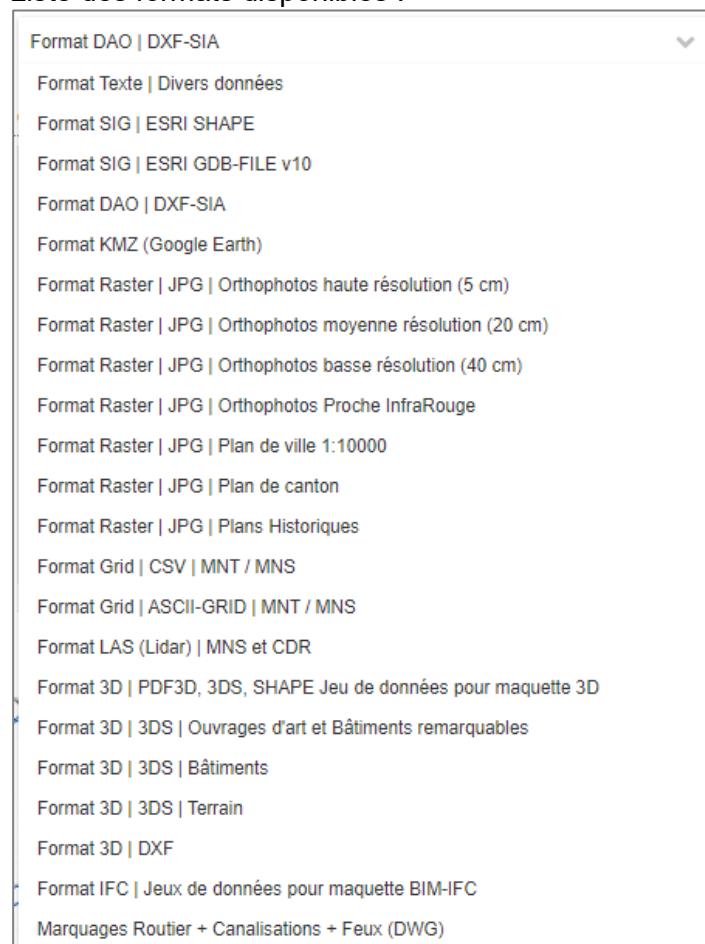 Liste des formats disponibles :
Format DAO | DXF-SIA
Format Texte | Divers données
Format SIG | ESRI SHAPE
Format SIG | ESRI GDB-FILE v10
Format DAO | DXF-SIA
Format KMZ (Google Earth)
Format Raster | JPG | Orthophotos haute résolution (5 cm)
Format Raster | JPG | Orthophotos moyenne résolution (20 cm)
Format Raster | JPG | Orthophotos basse résolution (40 cm)
Format Raster | JPG | Orthophotos Proche InfraRouge
Format Raster | JPG | Plan de ville 1:10000
Format Raster | JPG | Plan de canton
Format Raster | JPG | Plans Historiques
Format Grid | CSV | MNT / MNS
Format Grid | ASCII-GRID | MNT / MNS
Format LAS (Lidar) | MNS et CDR
Format 3D | PDF3D, 3DS, SHAPE Jeu de données pour maquette 3D
Format 3D | 3DS | Ouvrages d'art et Bâtiments remarquables
Format 3D | 3DS | Bâtiments
Format 3D | 3DS | Terrain
Format 3D | DXF
Format IFC | Jeux de données pour maquette BIM-IFC
Marquages Routier + Canalisations + Feux (DWG)